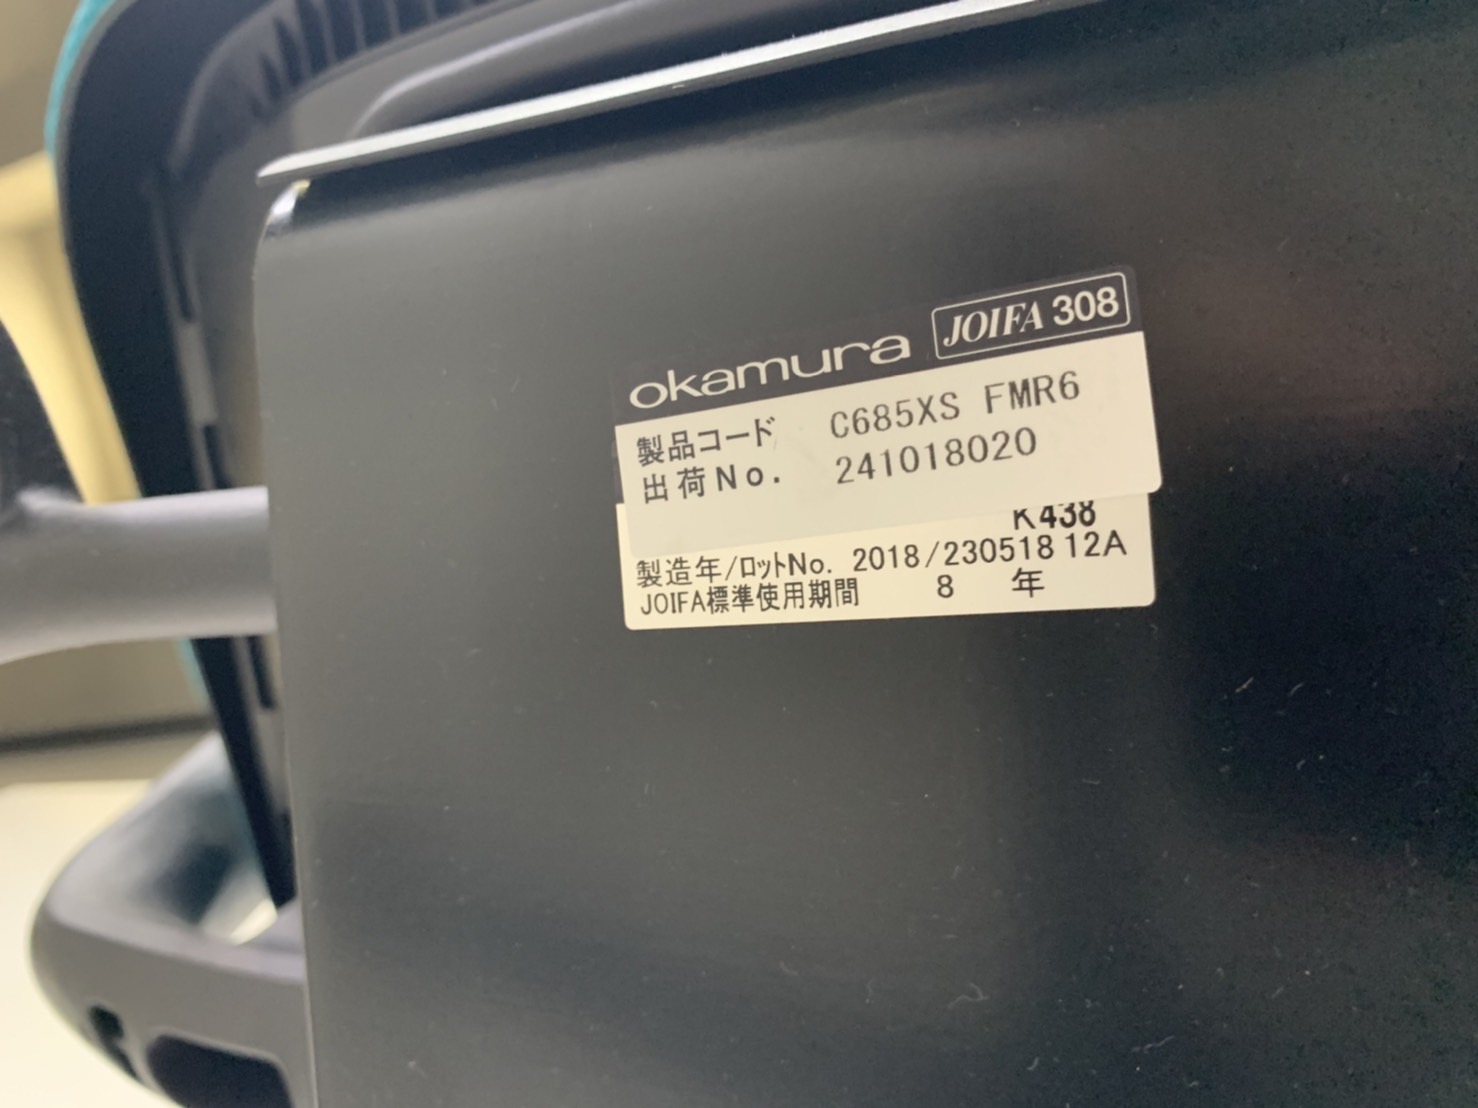 okamura JOIFA 308
製品コード C685XS FMR6
出荷No. 241018020
K438
製造年/ロットNo. 2018/230518 12A
JOIFA標準使用期間 8 年